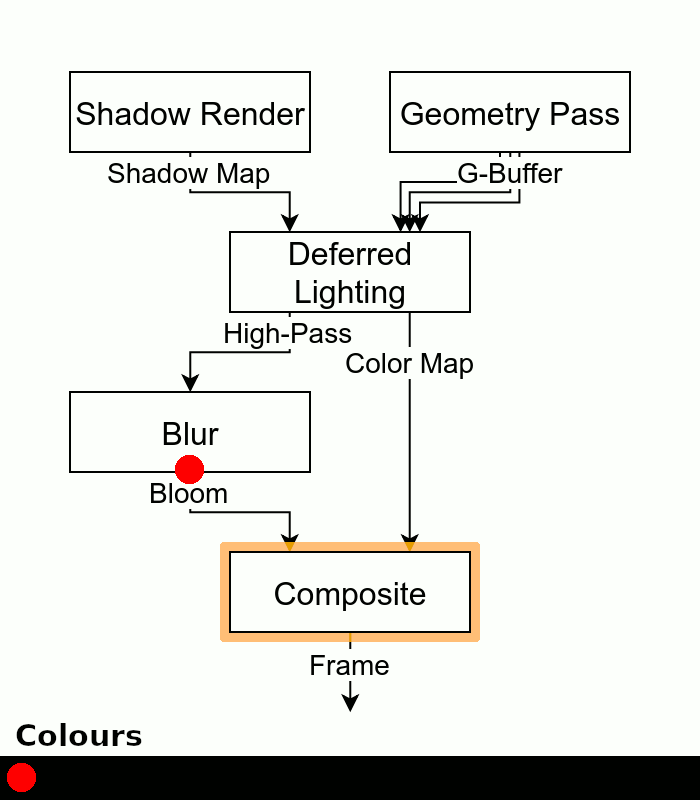 Shadow Render
Geometry Pass
Shadow Map
G-Buffer
Deferred
Lighting
High-Pass
Color Map
Blur
Bloom
Composite
Frame
Colours